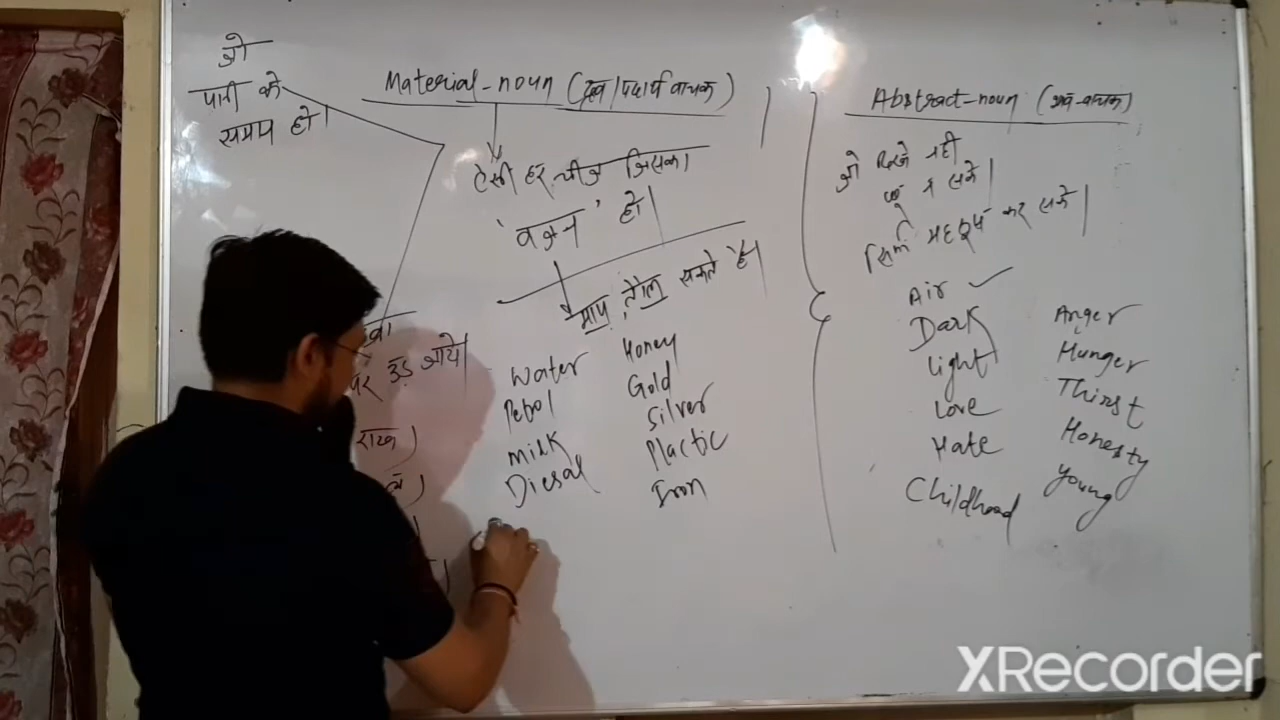 जो
पानी को
समाप्त हो।
Material-noun (द्रव्य/पदार्थ वाचक)
ऐसी हर चीज जिसका
'वजन' हो।
माप, तौल सकते है।
Water
Petrol
Milk
Diesal
Honey
Gold
Silver
Plactic
Iron
पर उड़ जाये।
राख)
Abstract-noun (भाव-वाचक)
जो दिखे नही
छू न सके।
सिर्फ महसूस कर सके।
Air ✓
Dark
Light
Love
Hate
Childhood
Anger
Hunger
Thirst
Honesty
Young
XRecorder